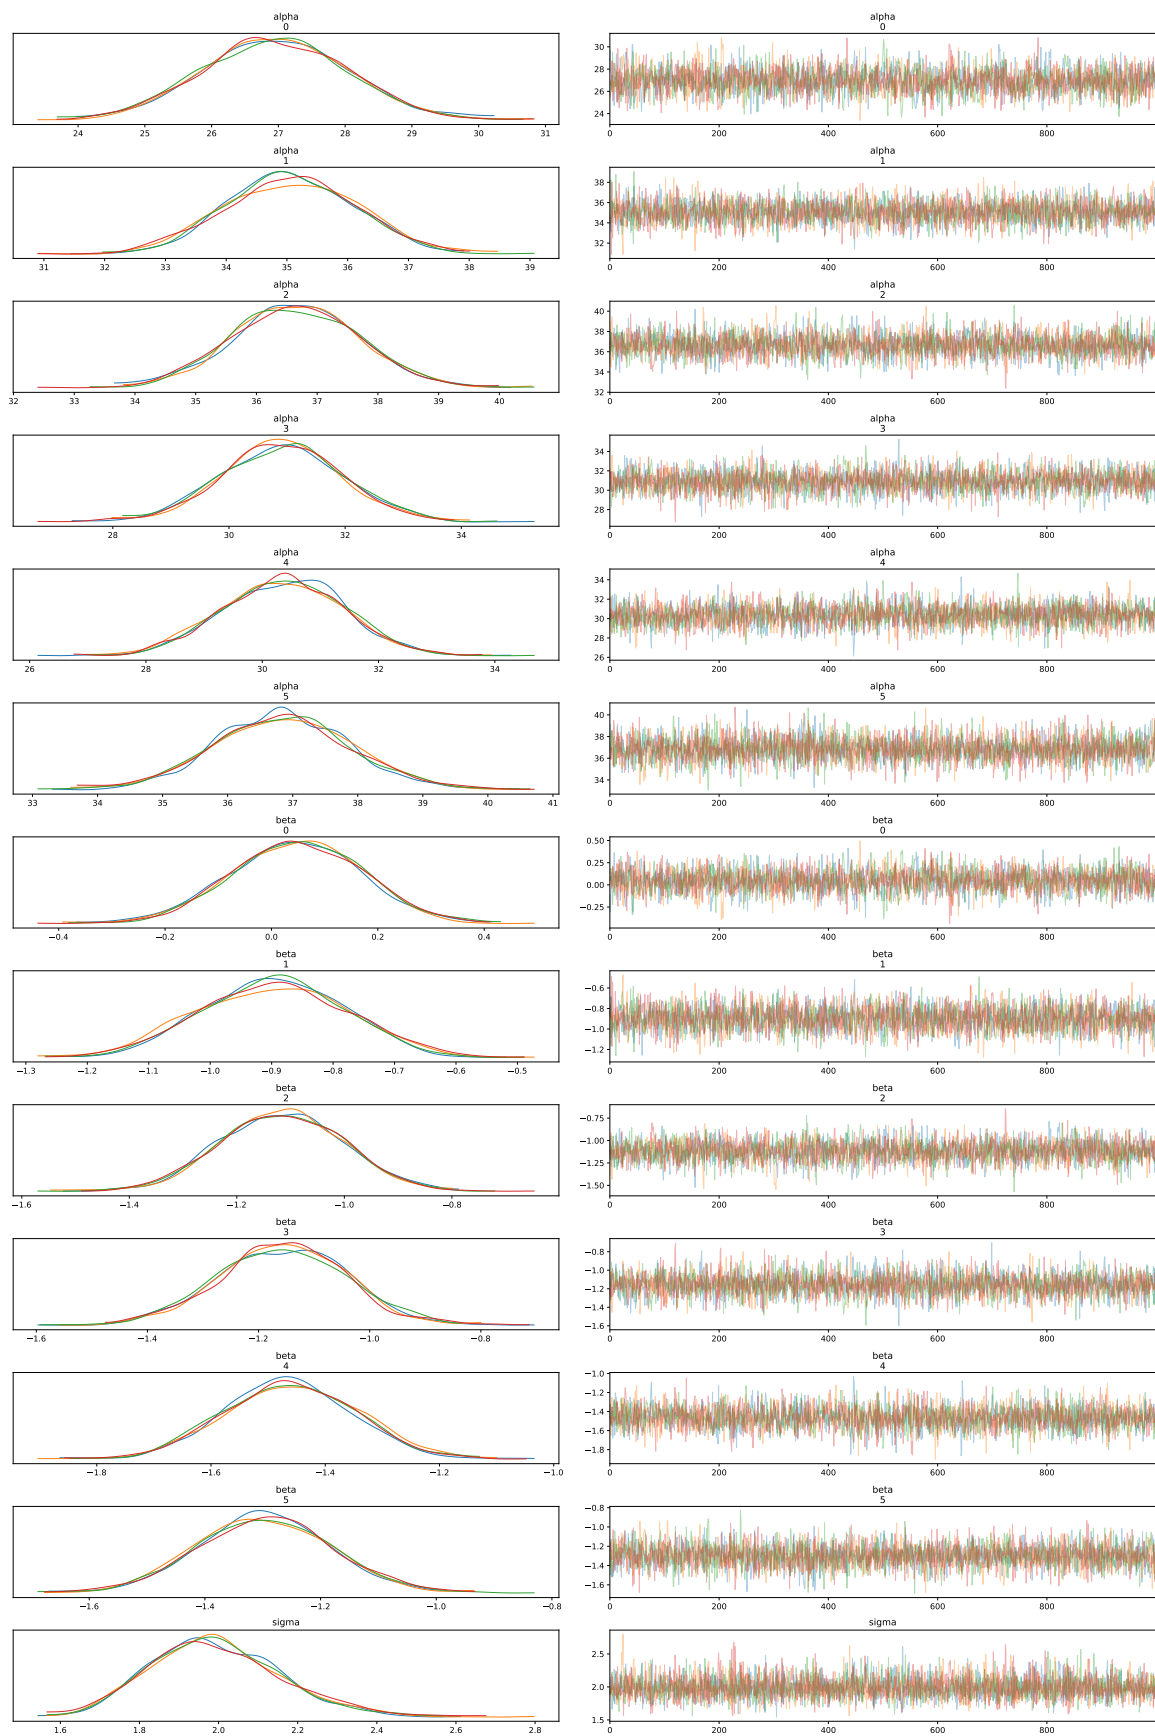 alpha
0
alpha
0
24 25 26 27 28 29 30 31
30
28
26
24
0 200 400 600 800
alpha
1
alpha
1
31 32 33 34 35 36 37 38 39
38
36
34
32
0 200 400 600 800
alpha
2
alpha
2
32 33 34 35 36 37 38 39 40
40
38
36
34
32
0 200 400 600 800
alpha
3
alpha
3
28 30 32 34
34
32
30
28
0 200 400 600 800
alpha
4
alpha
4
26 28 30 32 34
34
32
30
28
26
0 200 400 600 800
alpha
5
alpha
5
33 34 35 36 37 38 39 40 41
40
38
36
34
0 200 400 600 800
beta
0
beta
0
−0.4 −0.2 0.0 0.2 0.4
0.50
0.25
0.00
−0.25
0 200 400 600 800
beta
1
beta
1
−1.3 −1.2 −1.1 −1.0 −0.9 −0.8 −0.7 −0.6 −0.5
−0.6
−0.8
−1.0
−1.2
0 200 400 600 800
beta
2
beta
2
−1.6 −1.4 −1.2 −1.0 −0.8
−0.75
−1.00
−1.25
−1.50
0 200 400 600 800
beta
3
beta
3
−1.6 −1.4 −1.2 −1.0 −0.8
−0.8
−1.0
−1.2
−1.4
−1.6
0 200 400 600 800
beta
4
beta
4
−1.8 −1.6 −1.4 −1.2 −1.0
−1.0
−1.2
−1.4
−1.6
−1.8
0 200 400 600 800
beta
5
beta
5
−1.6 −1.4 −1.2 −1.0 −0.8
−0.8
−1.0
−1.2
−1.4
−1.6
0 200 400 600 800
sigma
sigma
1.6 1.8 2.0 2.2 2.4 2.6 2.8
2.5
2.0
1.5
0 200 400 600 800